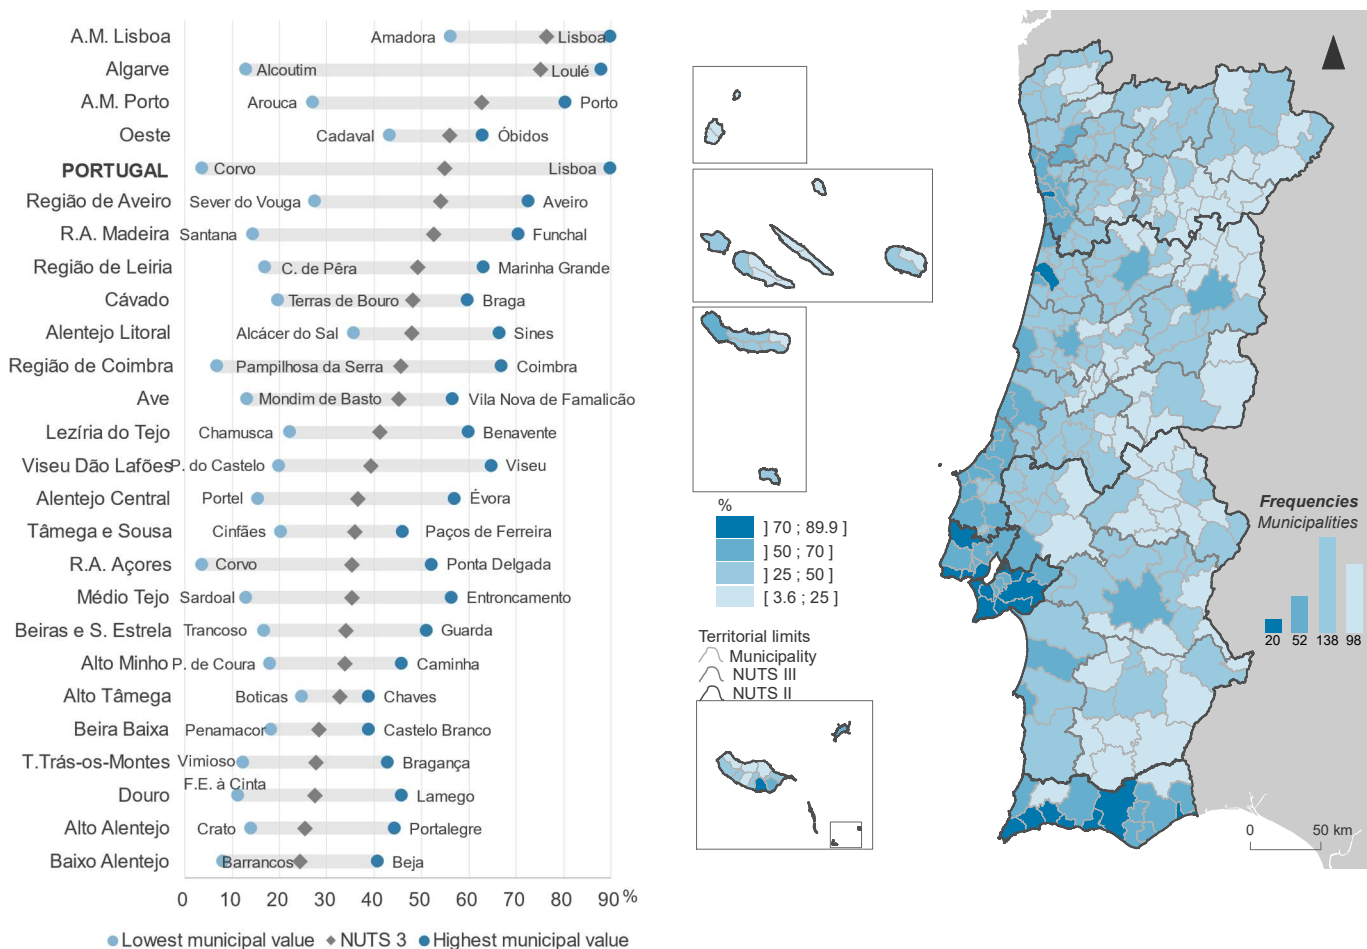 A.M. Lisboa Amadora Lisboa
Algarve Alcoutim Loulé
A.M. Porto Arouca Porto
Oeste Cadaval Óbidos
PORTUGAL Corvo Lisboa
Região de Aveiro Sever do Vouga Aveiro
R.A. Madeira Santana Funchal
Região de Leiria C. de Pêra Marinha Grande
Cávado Terras de Bouro Braga
Alentejo Litoral Alcácer do Sal Sines
Região de Coimbra Pampilhosa da Serra Coimbra
Ave Mondim de Basto Vila Nova de Famalicão
Lezíria do Tejo Chamusca Benavente
Viseu Dão Lafões P. do Castelo Viseu
Alentejo Central Portel Évora
Tâmega e Sousa Cinfães Paços de Ferreira
R.A. Açores Corvo Ponta Delgada
Médio Tejo Sardoal Entroncamento
Beiras e S. Estrela Trancoso Guarda
Alto Minho P. de Coura Caminha
Alto Tâmega Boticas Chaves
Beira Baixa Penamacor Castelo Branco
T.Trás-os-Montes Vimioso Bragança
Douro F.E. à Cinta Lamego
Alto Alentejo Crato Portalegre
Baixo Alentejo Barrancos Beja
0 10 20 30 40 50 60 70 80 90 %
Lowest municipal value NUTS 3 Highest municipal value
%
] 70 ; 89.9 ]
] 50 ; 70 ]
] 25 ; 50 ]
[ 3.6 ; 25 ]
Territorial limits
Municipality
NUTS III
NUTS II
Frequencies
Municipalities
20 52 138 98
0 50 km